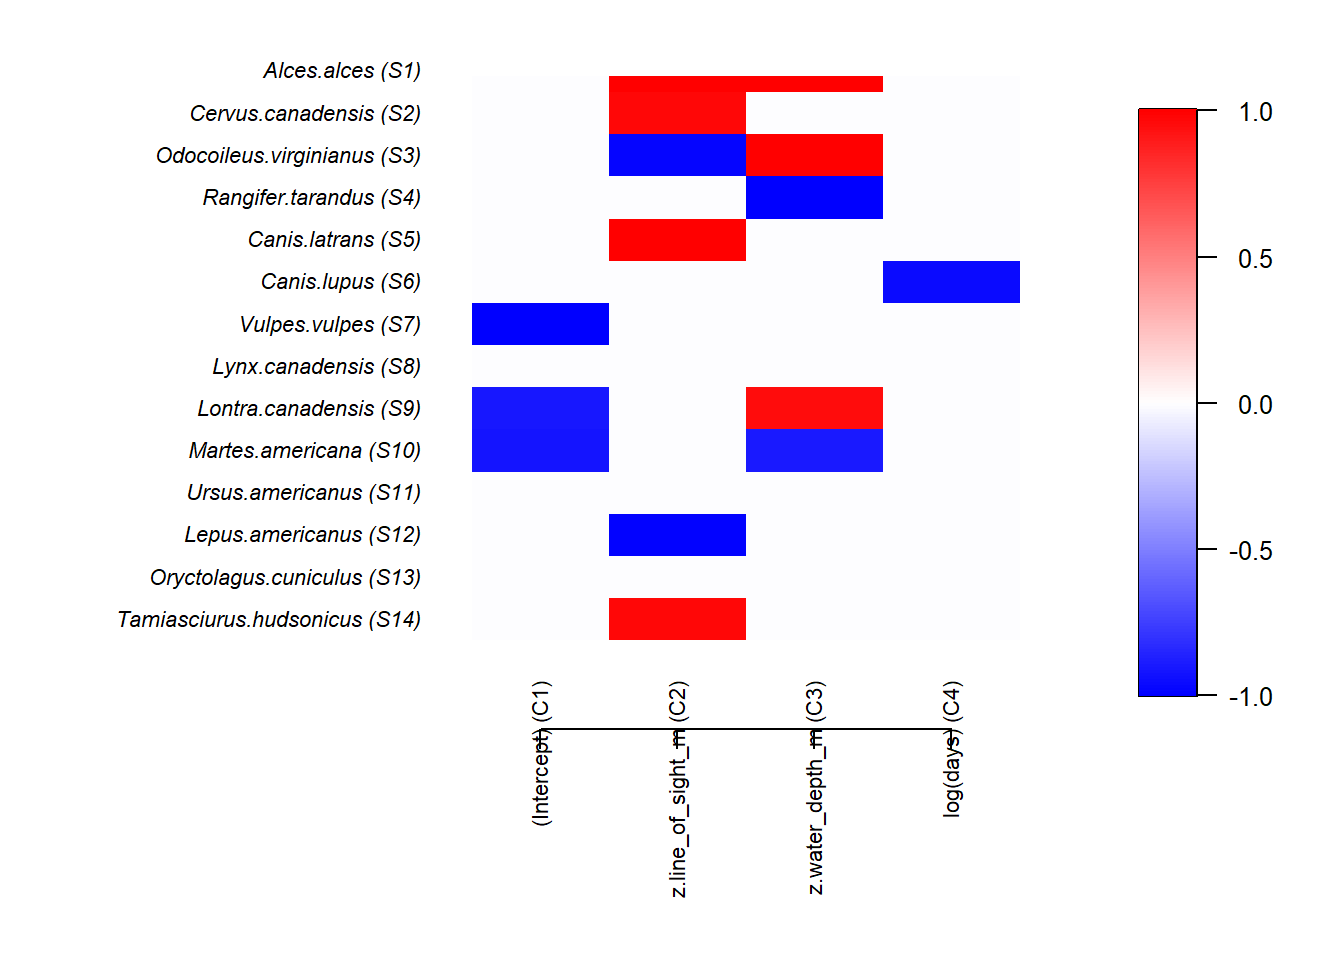 Alces.alces (S1)
Cervus.canadensis (S2)
Odocoileus.virginianus (S3)
Rangifer.tarandus (S4)
Canis.latrans (S5)
Canis.lupus (S6)
Vulpes.vulpes (S7)
Lynx.canadensis (S8)
Lontra.canadensis (S9)
Martes.americana (S10)
Ursus.americanus (S11)
Lepus.americanus (S12)
Oryctolagus.cuniculus (S13)
Tamiasciurus.hudsonicus (S14)
(Intercept) (C1)
z.line_of_sight_m (C2)
z.water_depth_m (C3)
log(days) (C4)
1.0
0.5
0.0
-0.5
-1.0